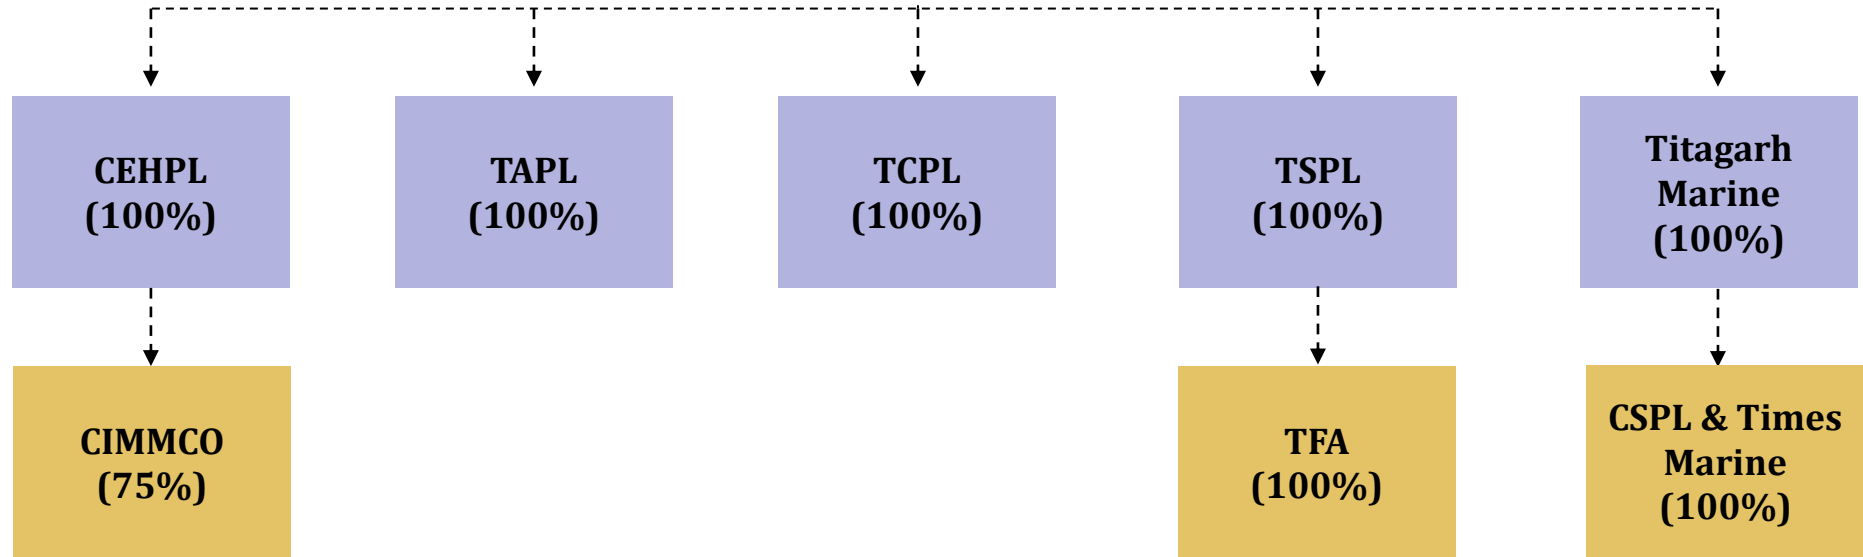 CEHPL
(100%)
TAPL
(100%)
TCPL
(100%)
TSPL
(100%)
Titagarh
Marine
(100%)
CIMMCO
(75%)
TFA
(100%)
CSPL & Times
Marine
(100%)